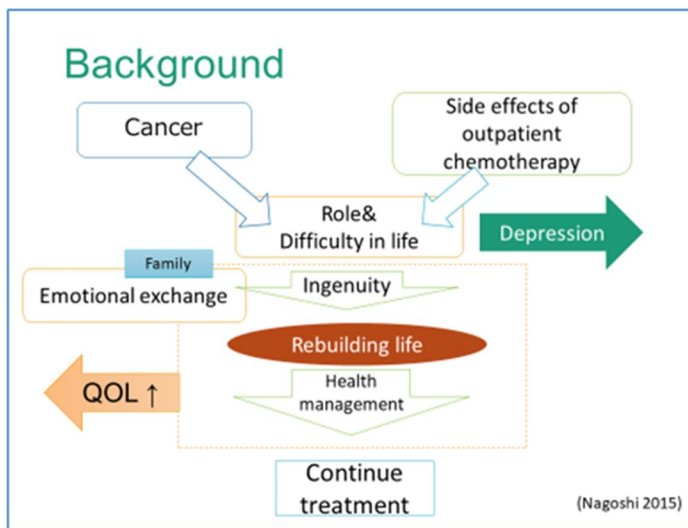 Background
Cancer
Side effects of
outpatient
chemotherapy
Role&
Difficulty in life
Depression
Family
Emotional exchange
Ingenuity
Rebuilding life
QOL ↑
Health
management
Continue
treatment
(Nagoshi 2015)